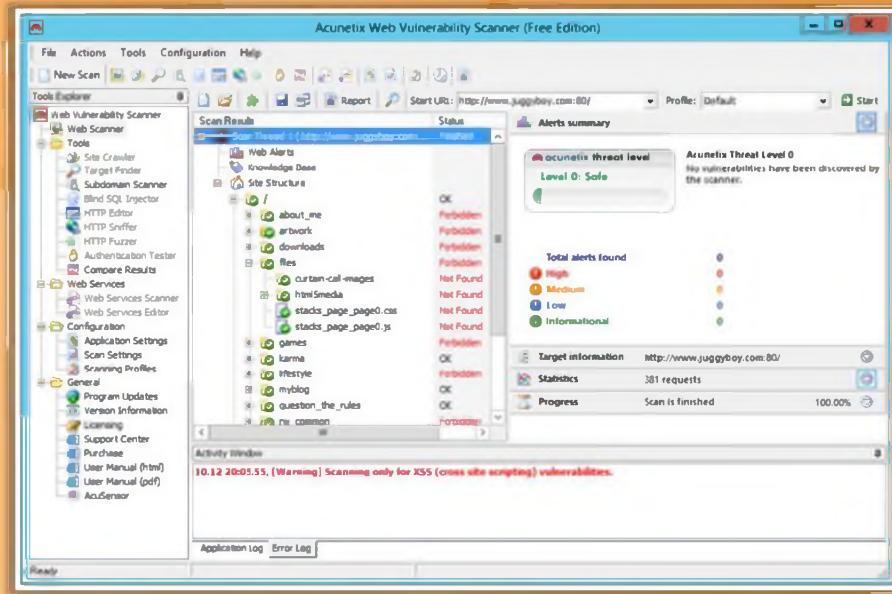 Acunetix Web Vulnerability Scanner (Free Edition)
File Actions Tools Configuration Help
New Scan
Report Start URL: http://www.juggyboy.com:80/ Profile: Default Start
Tools Explorer
Web Vulnerability Scanner
Web Scanner
Tools
Site Crawler
Target Finder
Subdomain Scanner
Blind SQL Injector
HTTP Editor
HTTP Sniffer
HTTP Fuzzer
Authentication Tester
Compare Results
Web Services
Web Services Scanner
Web Services Editor
Configuration
Application Settings
Scan Settings
Scanning Profiles
General
Program Updates
Version Information
Licensing
Support Center
Purchase
User Manual (html)
User Manual (pdf)
AcuSensor
Scan Results Status
Scan Thread 1 ( http://www.juggyboy.com Finished
Web Alerts
Knowledge Base
Site Structure
/ OK
about_me Forbidden
artwork Forbidden
downloads Forbidden
files Forbidden
curtain-call-images Not Found
html5media Not Found
stacks_page_page0.css Not Found
stacks_page_page0.js Not Found
games Forbidden
karma OK
lifestyle Forbidden
myblog OK
question_the_rules OK
common Forbidden
Alerts summary
acunetix threat level
Level 0: Safe
Acunetix Threat Level 0
No vulnerabilities have been discovered by
the scanner.
Total alerts found 0
High 0
Medium 0
Low 0
Informational 0
Target information http://www.juggyboy.com:80/
Statistics 381 requests
Progress Scan is finished 100.00%
Activity Window
[Warning] Scanning only for XSS (cross site scripting) vulnerabilities.
Application Log Error Log
Ready